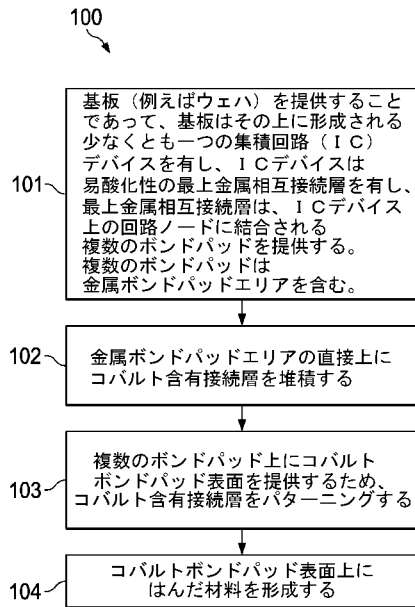 100
101
基板（例えばウェハ）を提供すること
であって、基板はその上に形成される
少なくとも一つの集積回路（ＩＣ）
デバイスを有し、ＩＣデバイスは
易酸化性の最上金属相互接続層を有し、
最上金属相互接続層は、ＩＣデバイス
上の回路ノードに結合される
複数のボンドパッドを提供する。
複数のボンドパッドは
金属ボンドパッドエリアを含む。
102
金属ボンドパッドエリアの直接上に
コバルト含有接続層を堆積する
103
複数のボンドパッド上にコバルト
ボンドパッド表面を提供するため、
コバルト含有接続層をパターニングする
104
コバルトボンドパッド表面上に
はんだ材料を形成する